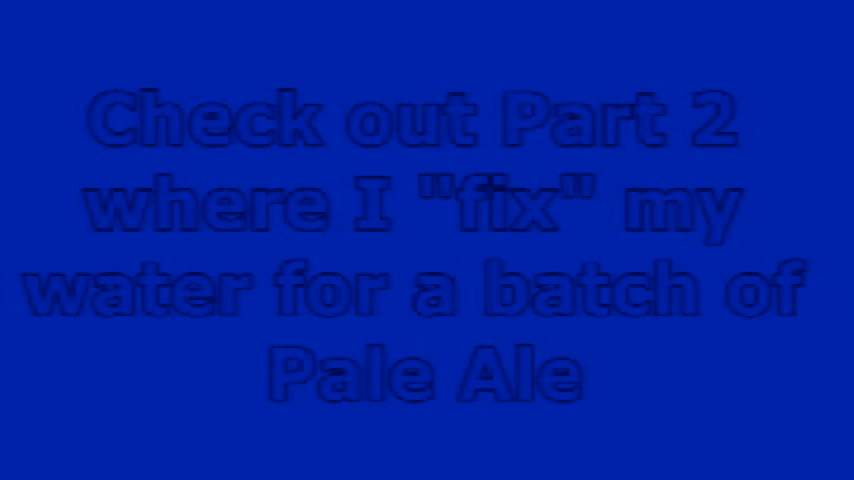 Check out Part 2
where I "fix" my
water for a batch of
Pale Ale